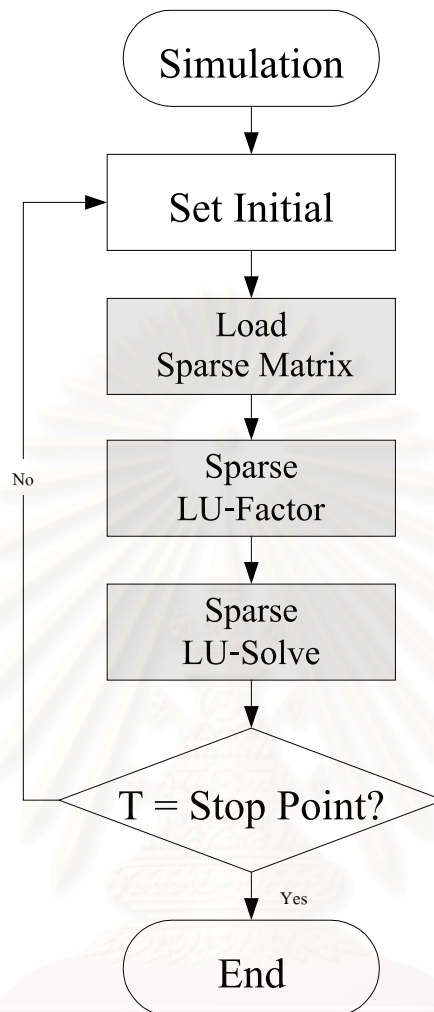 Simulation
Set Initial
Load
Sparse Matrix
No
Sparse
LU-Factor
Sparse
LU-Solve
T = Stop Point?
Yes
End